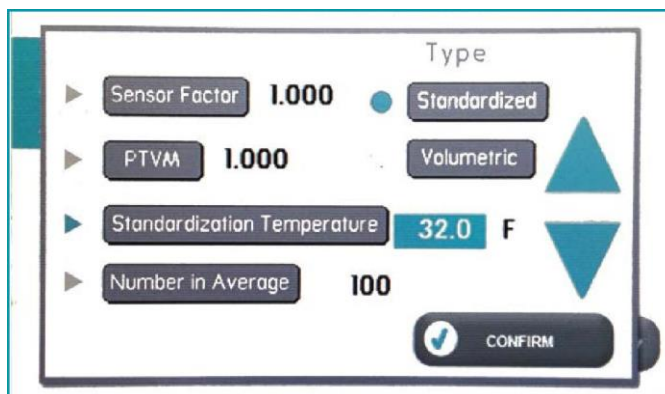 Type
Sensor Factor 1.000 Standardized
PTVM 1.000 Volumetric
Standardization Temperature 32.0 F
Number in Average 100
CONFIRM